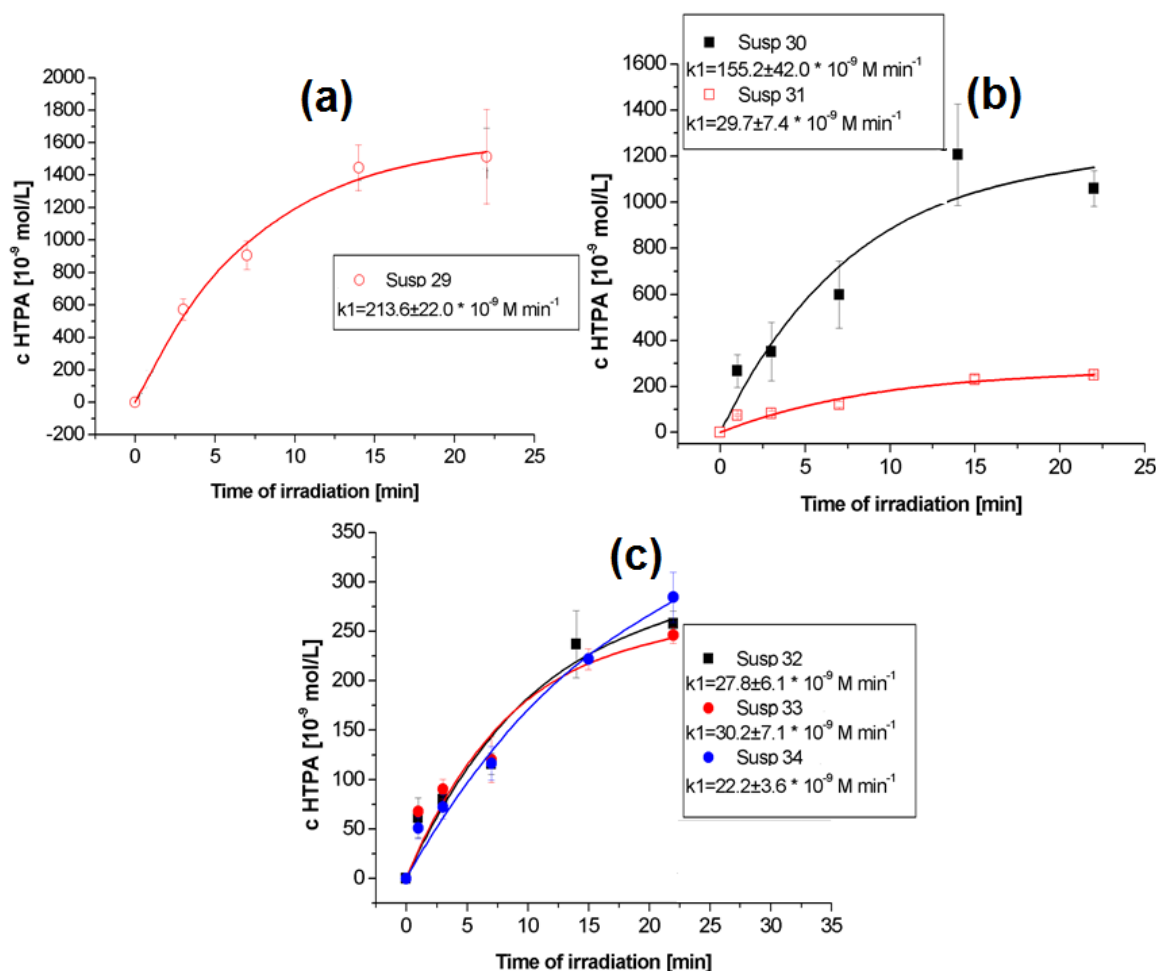 (a)
2000
1800
1600
1400
1200
1000
800
600
400
200
0
-200
c HTPA [10⁻⁹ mol/L]
Susp 29
k1=213.6±22.0 * 10⁻⁹ M min⁻¹
0 5 10 15 20 25
Time of irradiation [min]
(b)
Susp 30
k1=155.2±42.0 * 10⁻⁹ M min⁻¹
Susp 31
k1=29.7±7.4 * 10⁻⁹ M min⁻¹
1600
1400
1200
1000
800
600
400
200
0
c HTPA [10⁻⁹ mol/L]
0 5 10 15 20 25
Time of irradiation [min]
(c)
350
300
250
200
150
100
50
0
c HTPA [10⁻⁹ mol/L]
Susp 32
k1=27.8±6.1 * 10⁻⁹ M min⁻¹
Susp 33
k1=30.2±7.1 * 10⁻⁹ M min⁻¹
Susp 34
k1=22.2±3.6 * 10⁻⁹ M min⁻¹
0 5 10 15 20 25 30 35
Time of irradiation [min]